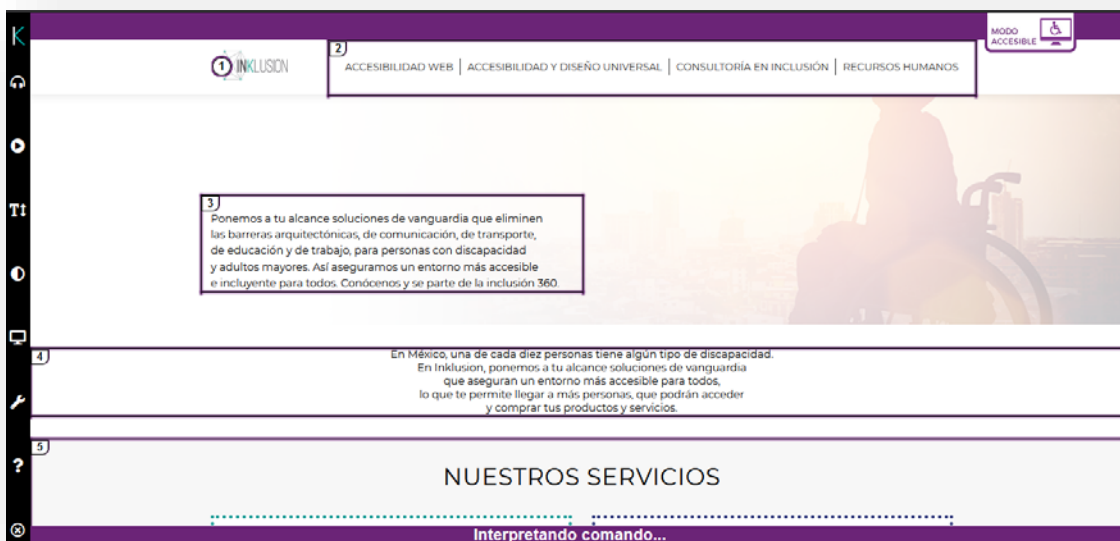 MODO
ACCESIBLE
1 INKLUSION
2
ACCESIBILIDAD WEB | ACCESIBILIDAD Y DISEÑO UNIVERSAL | CONSULTORÍA EN INCLUSIÓN | RECURSOS HUMANOS
3
Ponemos a tu alcance soluciones de vanguardia que eliminen
las barreras arquitectónicas, de comunicación, de transporte,
de educación y de trabajo, para personas con discapacidad
y adultos mayores. Así aseguramos un entorno más accesible
e incluyente para todos. Conócenos y se parte de la inclusión 360.
4
En México, una de cada diez personas tiene algún tipo de discapacidad.
En Inklusion, ponemos a tu alcance soluciones de vanguardia
que aseguran un entorno más accesible para todos,
lo que te permite llegar a más personas, que podrán acceder
y comprar tus productos y servicios.
5
NUESTROS SERVICIOS
Interpretando comando...
K
TI
?